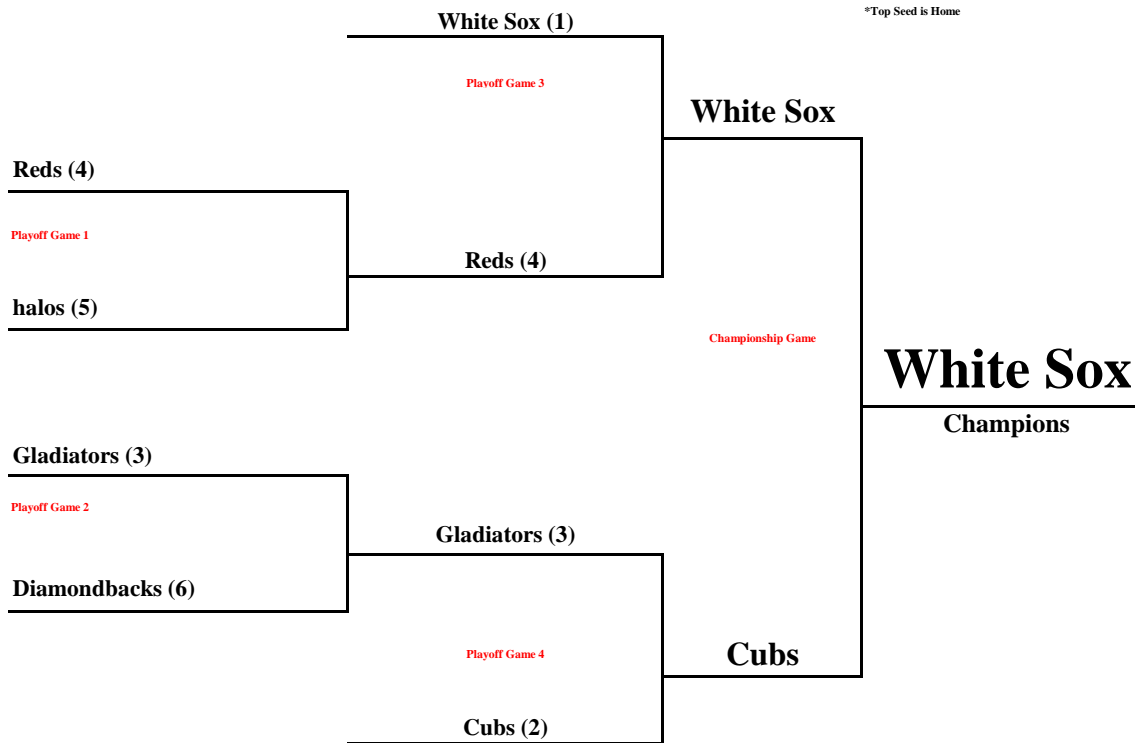 *Top Seed is Home
White Sox (1)
Playoff Game 3
White Sox
Reds (4)
Playoff Game 1
Reds (4)
halos (5)
Championship Game
White Sox
Champions
Gladiators (3)
Playoff Game 2
Gladiators (3)
Diamondbacks (6)
Playoff Game 4
Cubs
Cubs (2)